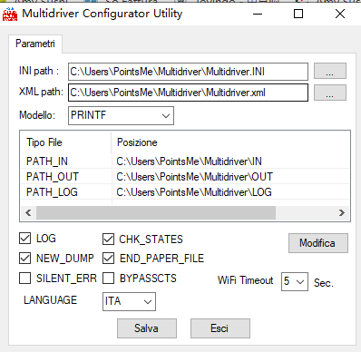 Multidriver Configurator Utility
Parametri
INI path : C:\Users\PointsMe\Multidriver\Multidriver.INI ...
XML path: C:\Users\PointsMe\Multidriver\Multidriver.xml ...
Modello: PRINTF
Tipo File Posizione
PATH_IN C:\Users\PointsMe\Multidriver\IN
PATH_OUT C:\Users\PointsMe\Multidriver\OUT
PATH_LOG C:\Users\PointsMe\Multidriver\LOG
LOG CHK_STATES Modifica
NEW_DUMP END_PAPER_FILE
SILENT_ERR BYPASSCTS WiFi Timeout 5 Sec.
LANGUAGE ITA
Salva Esci